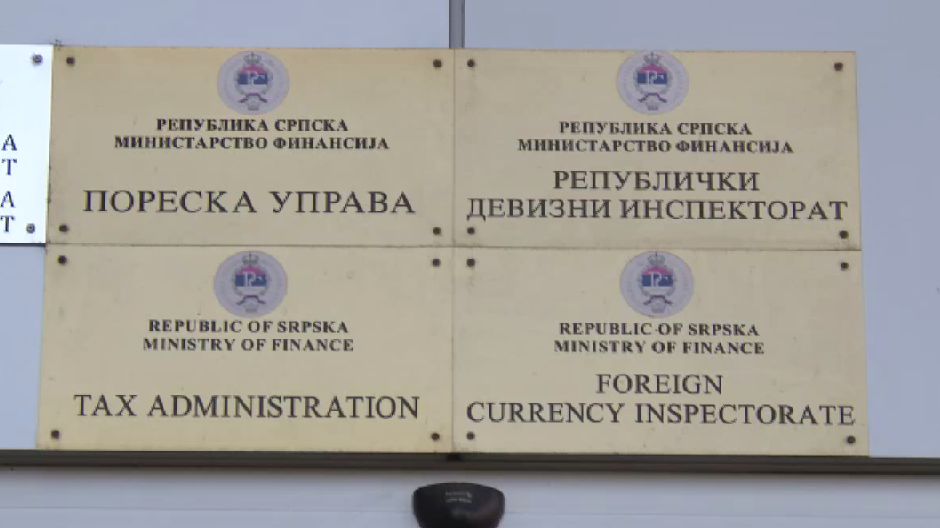 А
Т
А
Т
РЕПУБЛИКА СРПСКА
МИНИСТАРСТВО ФИНАНСИЈА
ПОРЕСКА УПРАВА
РЕПУБЛИКА СРПСКА
МИНИСТАРСТВО ФИНАНСИЈА
РЕПУБЛИЧКИ
ДЕВИЗНИ ИНСПЕКТОРАТ
REPUBLIC OF SRPSKA
MINISTRY OF FINANCE
TAX ADMINISTRATION
REPUBLIC OF SRPSKA
MINISTRY OF FINANCE
FOREIGN
CURRENCY INSPECTORATE